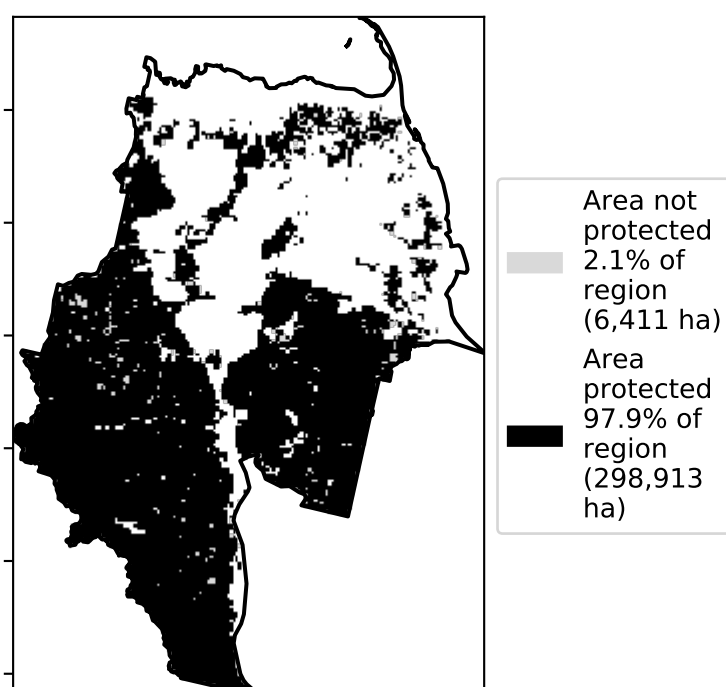 Area not
protected
2.1% of
region
(6,411 ha)
Area
protected
97.9% of
region
(298,913
ha)